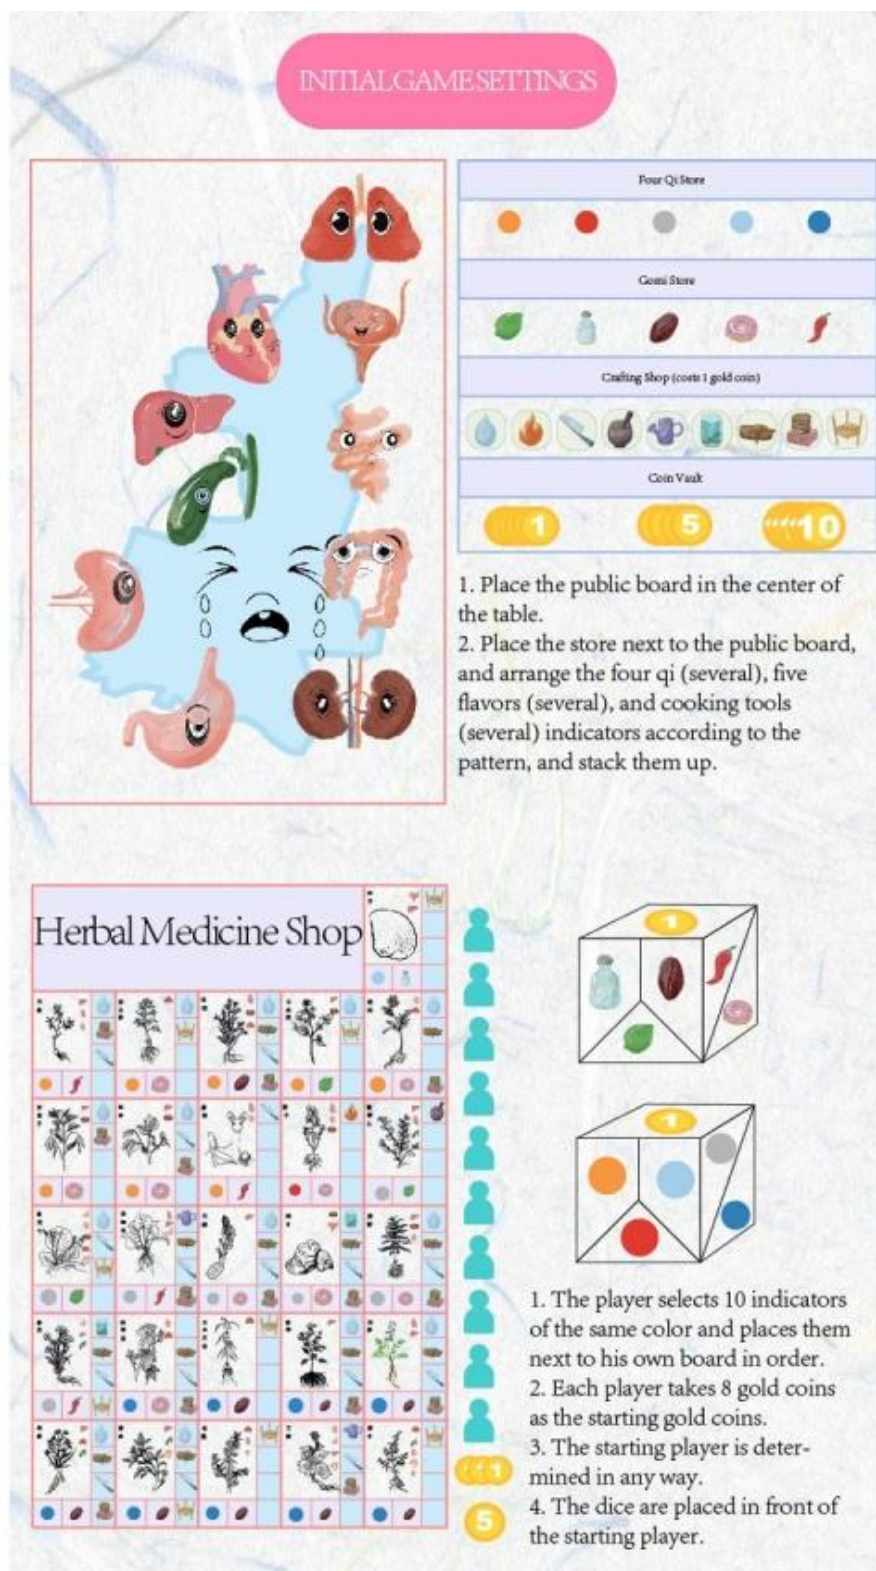 INITIAL GAME SETTINGS
Four Qi Store
Gomi Store
Crafting Shop (costs 1 gold coin)
Coin Vault
1
5
10
1. Place the public board in the center of
the table.
2. Place the store next to the public board,
and arrange the four qi (several), five
flavors (several), and cooking tools
(several) indicators according to the
pattern, and stack them up.
Herbal Medicine Shop
1
1
1. The player selects 10 indicators
of the same color and places them
next to his own board in order.
2. Each player takes 8 gold coins
as the starting gold coins.
3. The starting player is deter-
mined in any way.
4. The dice are placed in front of
the starting player.
1
5